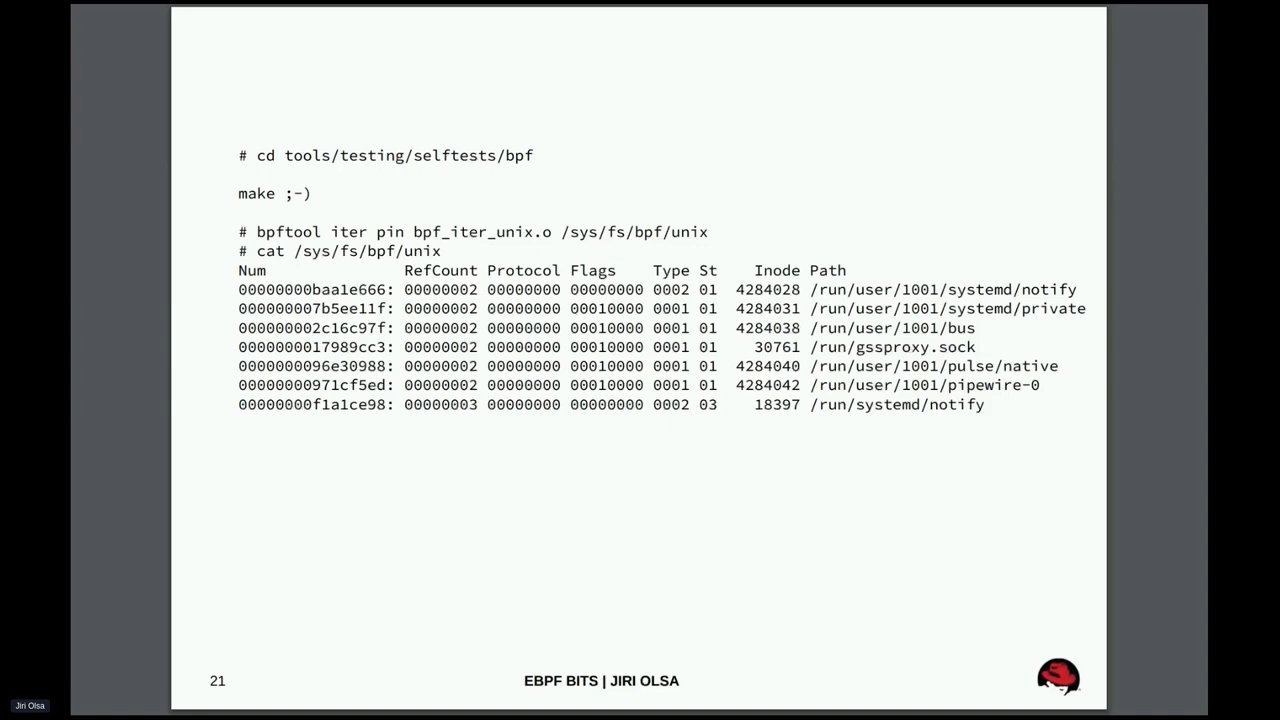 # cd tools/testing/selftests/bpf
make ;-)
# bpftool iter pin bpf_iter_unix.o /sys/fs/bpf/unix
# cat /sys/fs/bpf/unix
Num               RefCount Protocol Flags    Type St    Inode Path
00000000baa1e666: 00000002 00000000 00000000 0002 01  4284028 /run/user/1001/systemd/notify
000000007b5ee11f: 00000002 00000000 00010000 0001 01  4284031 /run/user/1001/systemd/private
000000002c16c97f: 00000002 00000000 00010000 0001 01  4284038 /run/user/1001/bus
0000000017989cc3: 00000002 00000000 00010000 0001 01    30761 /run/gssproxy.sock
0000000096e30988: 00000002 00000000 00010000 0001 01  4284040 /run/user/1001/pulse/native
00000000971cf5ed: 00000002 00000000 00010000 0001 01  4284042 /run/user/1001/pipewire-0
00000000f1a1ce98: 00000003 00000000 00000000 0002 03    18397 /run/systemd/notify
21
EBPF BITS | JIRI OLSA
Jiri Olsa